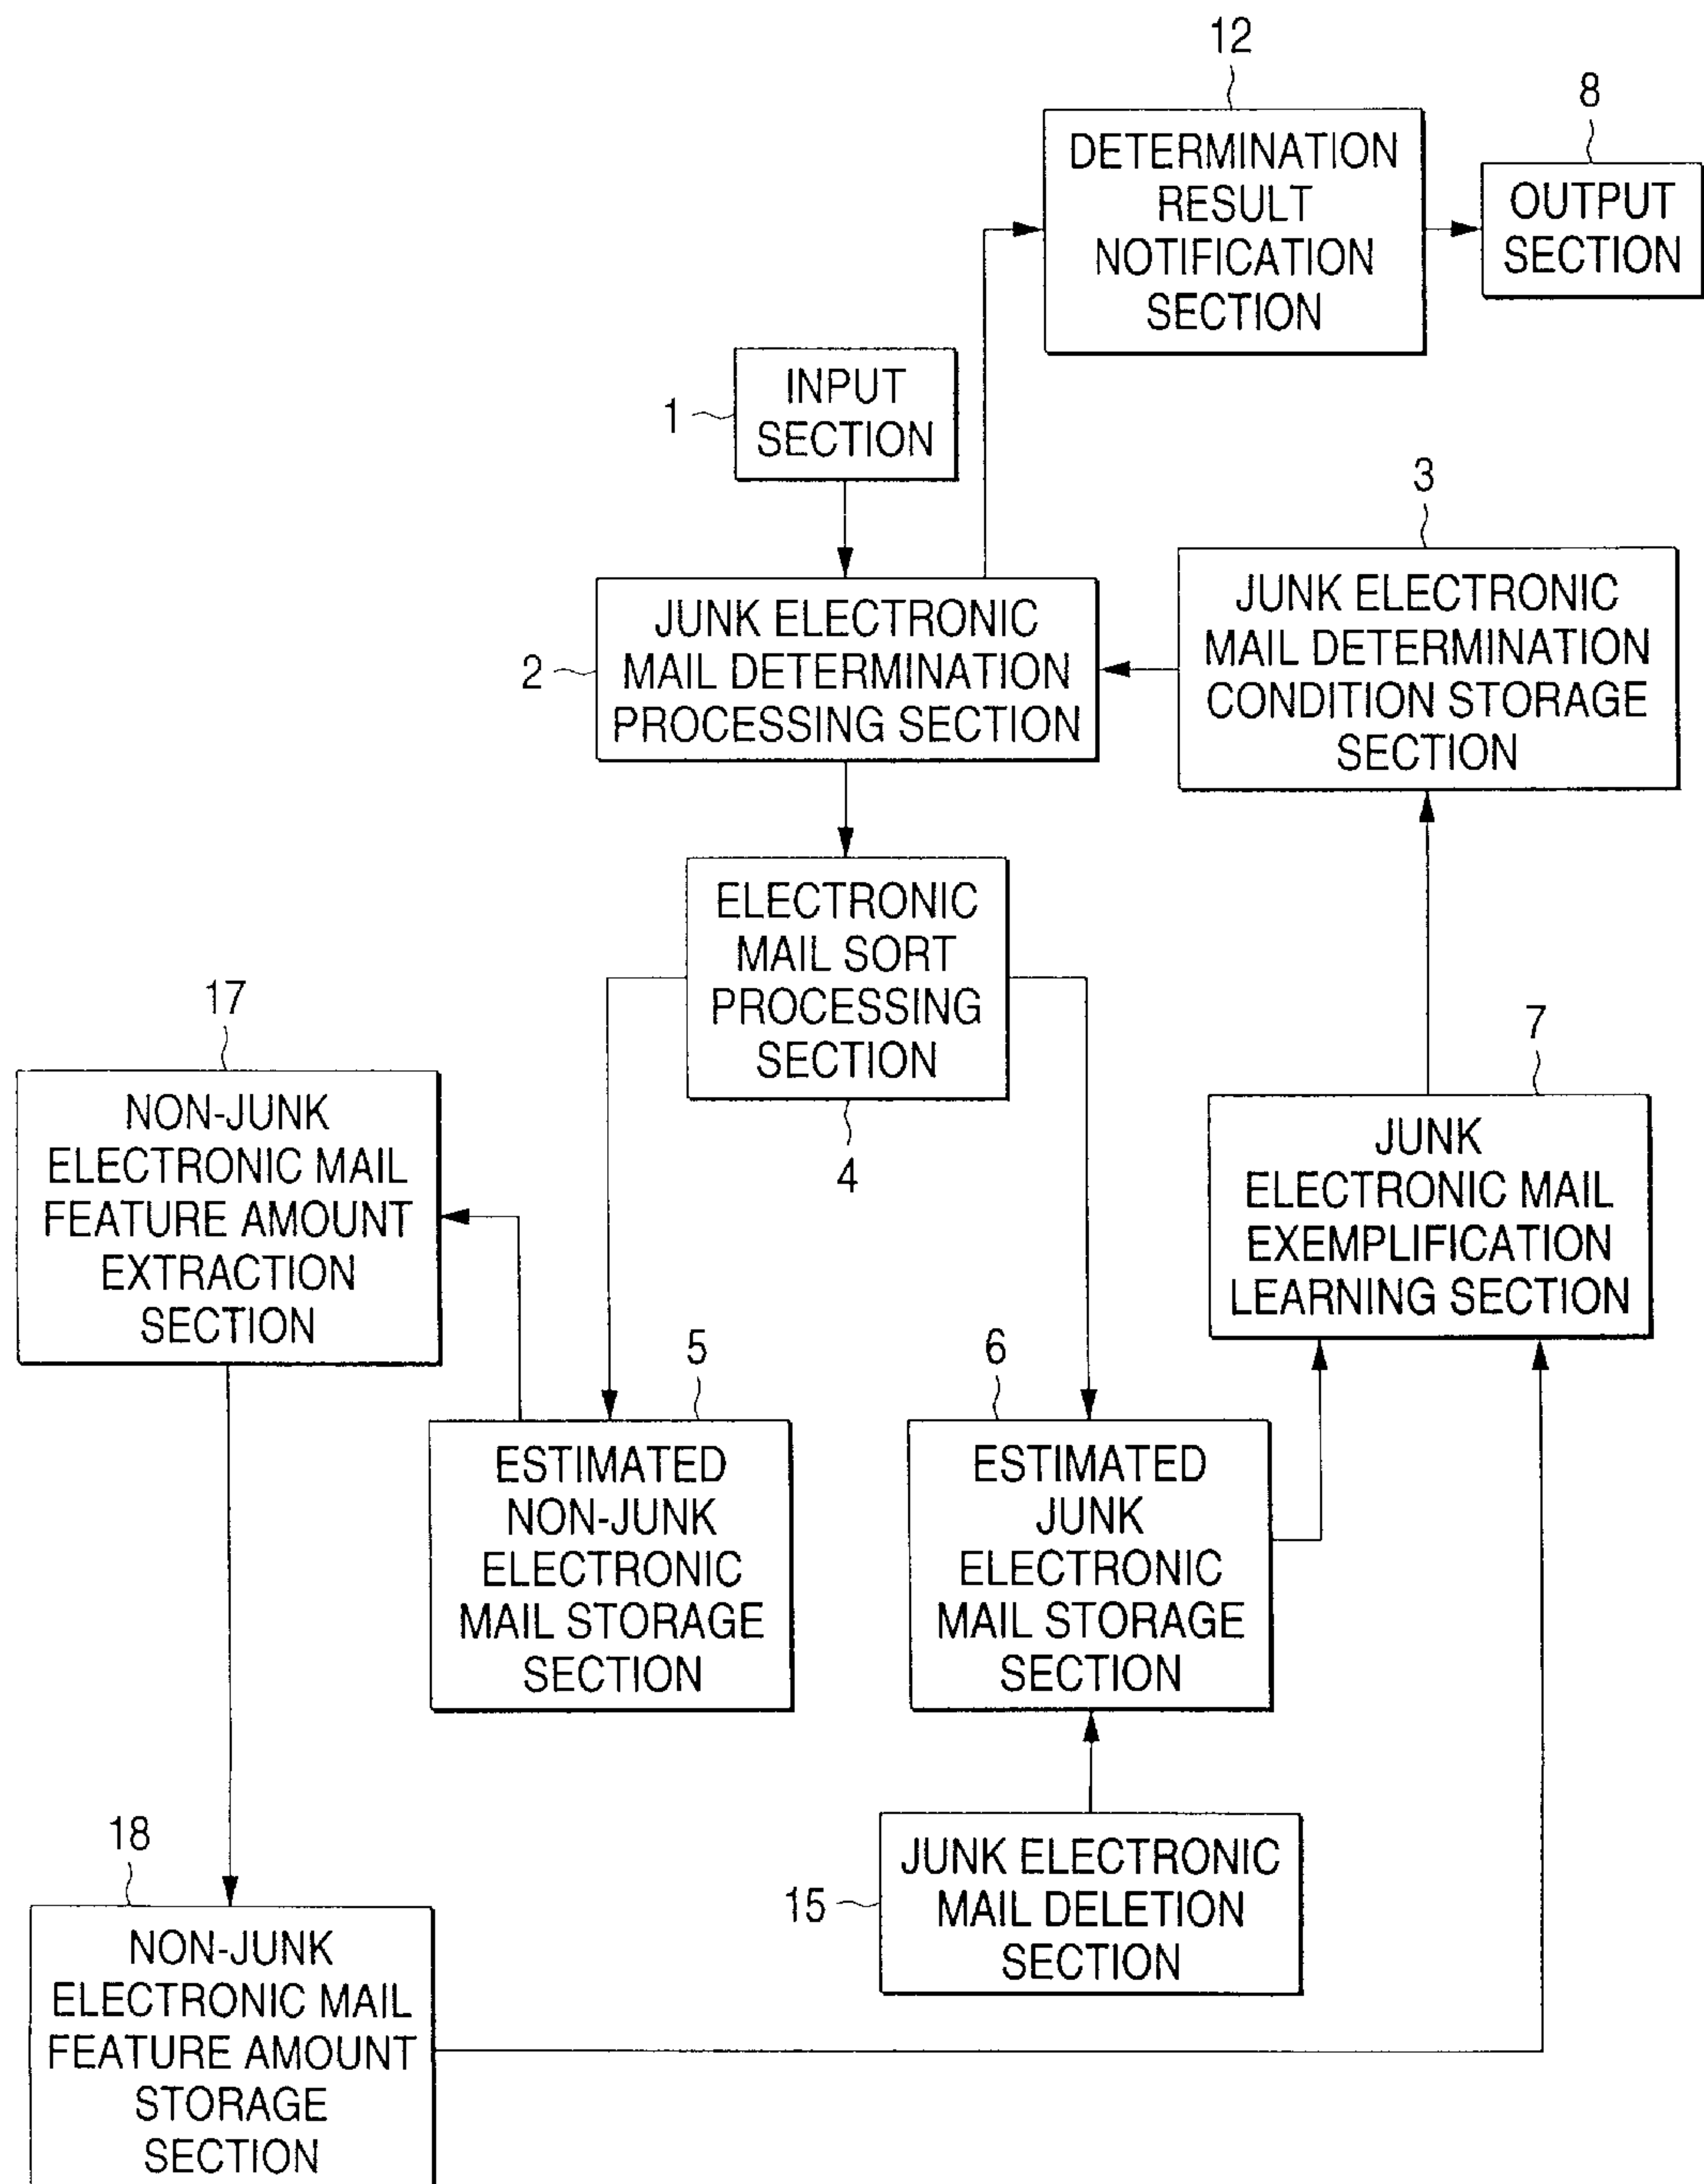 12
DETERMINATION
RESULT
NOTIFICATION
SECTION
8
OUTPUT
SECTION
1
INPUT
SECTION
3
JUNK ELECTRONIC
MAIL DETERMINATION
CONDITION STORAGE
SECTION
2
JUNK ELECTRONIC
MAIL DETERMINATION
PROCESSING SECTION
ELECTRONIC
MAIL SORT
PROCESSING
SECTION
4
17
NON-JUNK
ELECTRONIC MAIL
FEATURE AMOUNT
EXTRACTION
SECTION
7
JUNK
ELECTRONIC MAIL
EXEMPLIFICATION
LEARNING SECTION
5
ESTIMATED
NON-JUNK
ELECTRONIC
MAIL STORAGE
SECTION
6
ESTIMATED
JUNK
ELECTRONIC
MAIL STORAGE
SECTION
15
JUNK ELECTRONIC
MAIL DELETION
SECTION
18
NON-JUNK
ELECTRONIC MAIL
FEATURE AMOUNT
STORAGE
SECTION